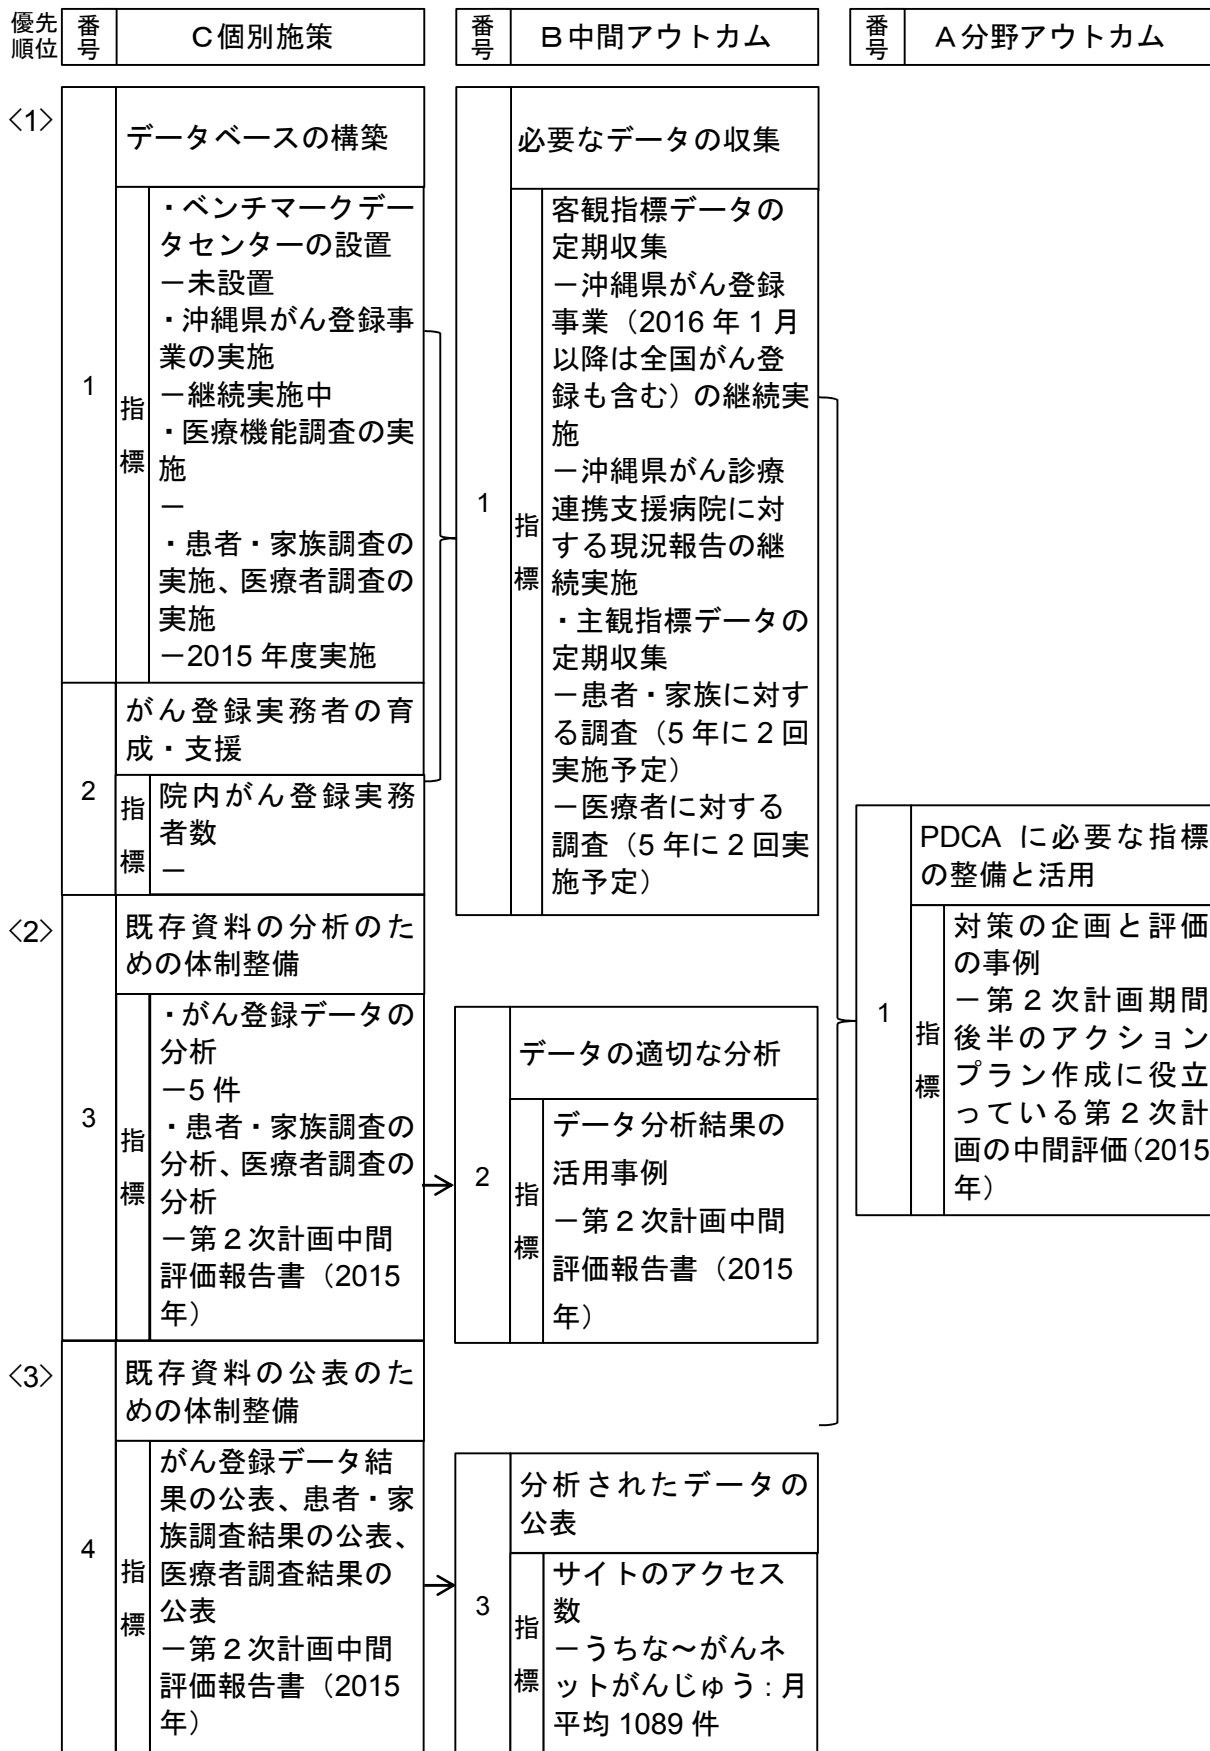 優先
順位
番
号
C個別施策
番
号
B中間アウトカム
番
号
A分野アウトカム
〈1〉
1
データベースの構築
指
標
・ベンチマークデー
タセンターの設置
－未設置
・沖縄県がん登録事
業の実施
－継続実施中
・医療機能調査の実
施
－
・患者・家族調査の
実施、医療者調査の
実施
－2015 年度実施
2
がん登録実務者の育
成・支援
指
標
院内がん登録実務
者数
－
〈2〉
3
既存資料の分析のた
めの体制整備
指
標
・がん登録データの
分析
－5 件
・患者・家族調査の
分析、医療者調査の
分析
－第２次計画中間
評価報告書（2015
年）
〈3〉
4
既存資料の公表のた
めの体制整備
指
標
がん登録データ結
果の公表、患者・家
族調査結果の公表、
医療者調査結果の
公表
－第２次計画中間
評価報告書（2015
年）
1
必要なデータの収集
指
標
客観指標データの
定期収集
－沖縄県がん登録
事業（2016 年 1 月
以降は全国がん登
録も含む）の継続実
施
－沖縄県がん診療
連携支援病院に対
する現況報告の継
続実施
・主観指標データの
定期収集
－患者・家族に対す
る調査（5 年に 2 回
実施予定）
－医療者に対する
調査（5 年に 2 回実
施予定）
2
データの適切な分析
指
標
データ分析結果の
活用事例
－第２次計画中間
評価報告書（2015
年）
3
分析されたデータの
公表
指
標
サイトのアクセス
数
－うちな～がんネ
ットがんじゅう：月
平均 1089 件
1
PDCA に必要な指標
の整備と活用
指
標
対策の企画と評価
の事例
－第２次計画期間
後半のアクション
プラン作成に役立
っている第２次計
画の中間評価（2015
年）